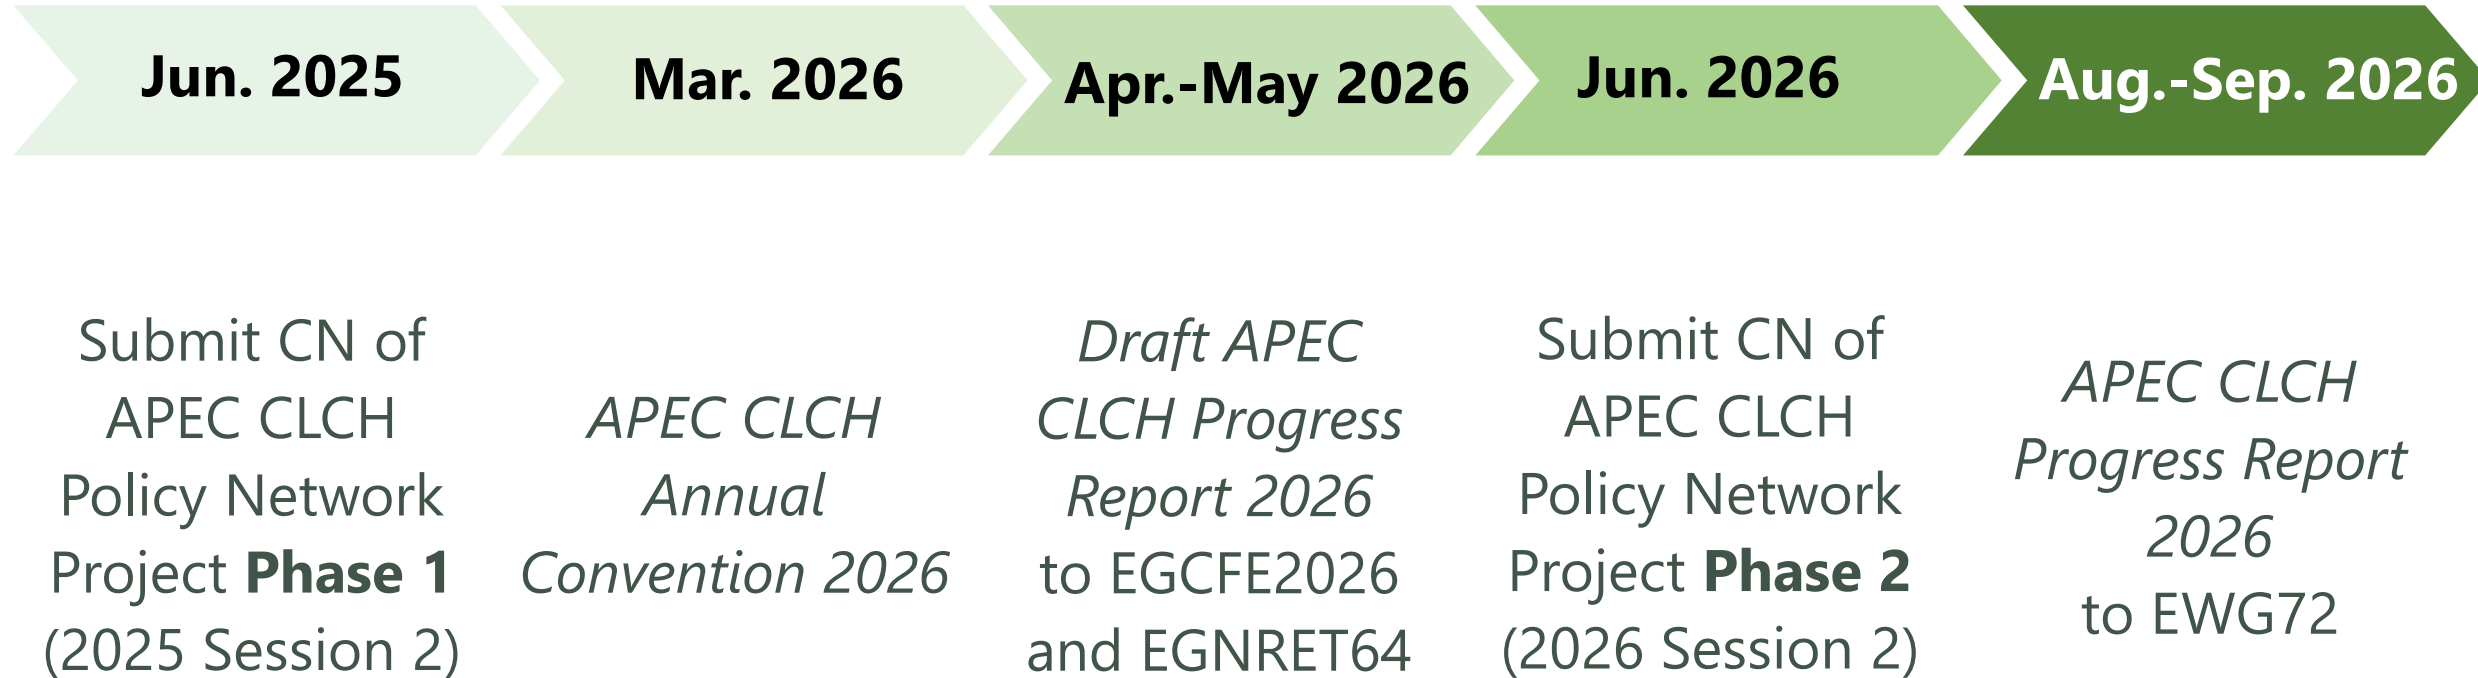 Jun. 2025
Mar. 2026
Apr.-May 2026
Jun. 2026
Aug.-Sep. 2026
Submit CN of
APEC CLCH
Policy Network
Project Phase 1
(2025 Session 2)
APEC CLCH
Annual
Convention 2026
Draft APEC
CLCH Progress
Report 2026
to EGCFE2026
and EGNRET64
Submit CN of
APEC CLCH
Policy Network
Project Phase 2
(2026 Session 2)
APEC CLCH
Progress Report
2026
to EWG72